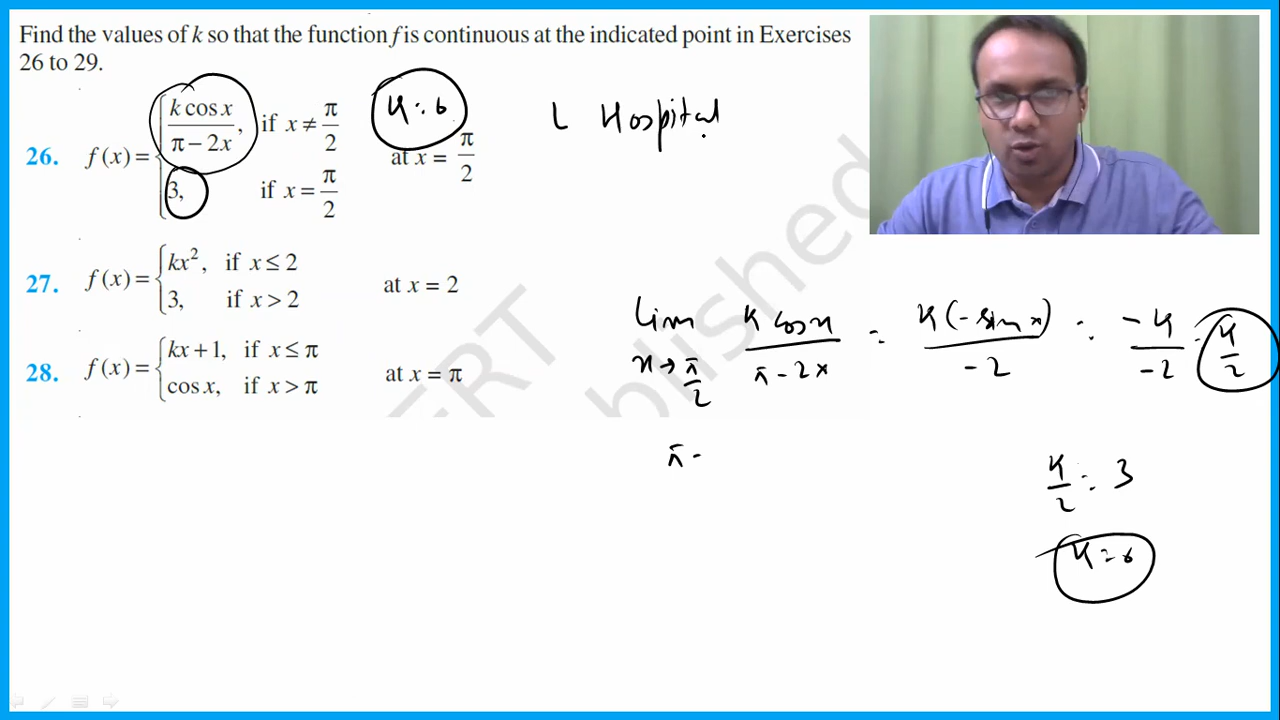 Find the values of k so that the function f is continuous at the indicated point in Exercises
26 to 29.
26. f(x) = { k cos x / π − 2x, if x ≠ π/2
3, if x = π/2 at x = π/2
K = 6
L Hospital
27. f(x) = { kx², if x ≤ 2
3, if x > 2 at x = 2
28. f(x) = { kx + 1, if x ≤ π
cos x, if x > π at x = π
Lim x → π/2 K cos x / π - 2x = K(- sin x) / -2 = -K / -2 = K/2
π -
K/2 = 3
K = 6